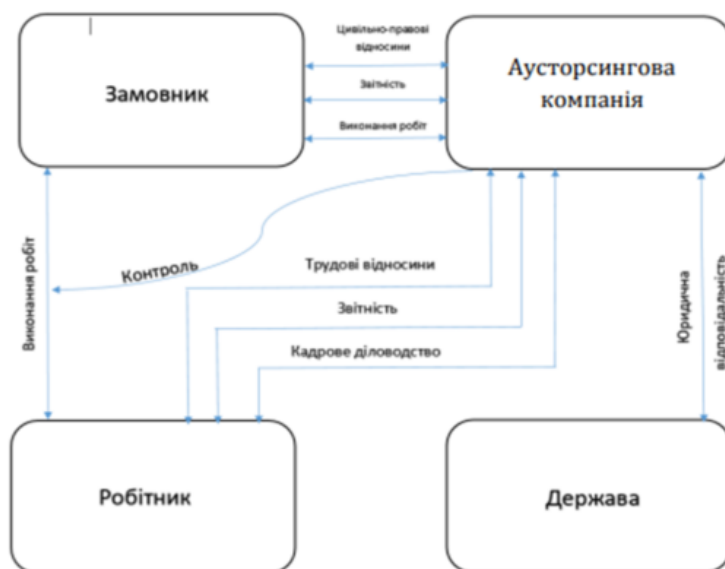 Цивільно-правові
відносини
Замовник
Аусторсингова
компанія
Звітність
Виконання робіт
Виконання робіт
Контроль
Трудові відносини
Звітність
Кадрове діловодство
Юридична
відповідальність
Робітник
Держава